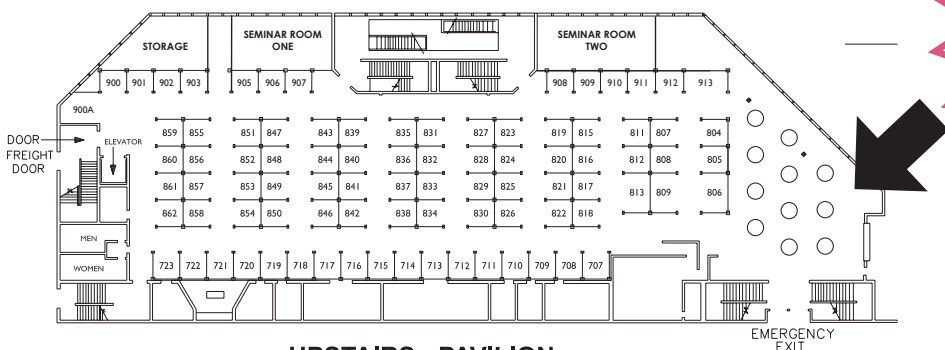 STORAGE
SEMINAR ROOM
ONE
SEMINAR ROOM
TWO
900 901 902 903 905 906 907 908 909 910 911 912 913
900A
DOOR
FREIGHT
DOOR
ELEVATOR
859 855 851 847 843 839 835 831 827 823 819 815 811 807 804
860 856 852 848 844 840 836 832 828 824 820 816 812 808 805
861 857 853 849 845 841 837 833 829 825 821 817 813 809 806
862 858 854 850 846 842 838 834 830 826 822 818
MEN
WOMEN
723 722 721 720 719 718 717 716 715 714 713 712 711 710 709 708 707
EMERGENCY
EXIT
UPSTAIRS - PAVILION